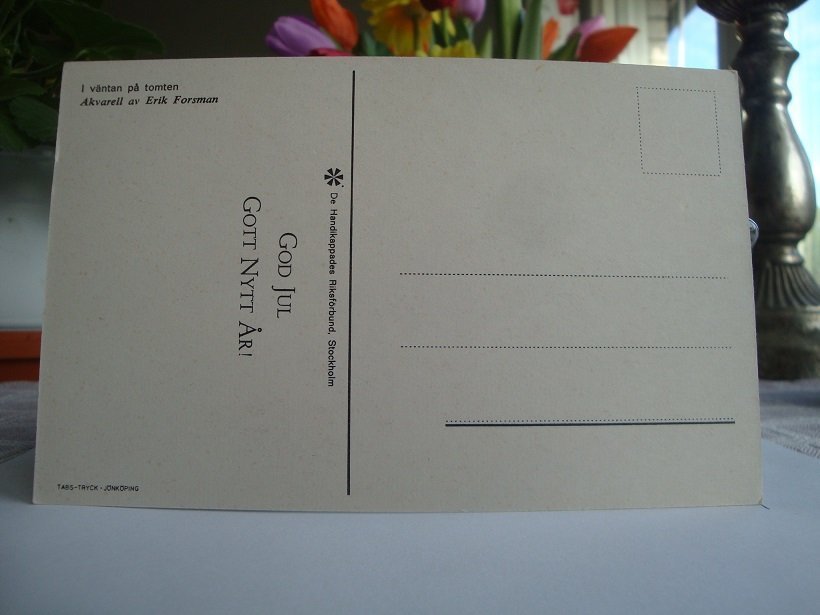 I väntan på tomten
Akvarell av Erik Forsman
GOD JUL
GOTT NYTT ÅR!
De Handikappades Riksförbund, Stockholm
TABS-TRYCK - JÖNKÖPING